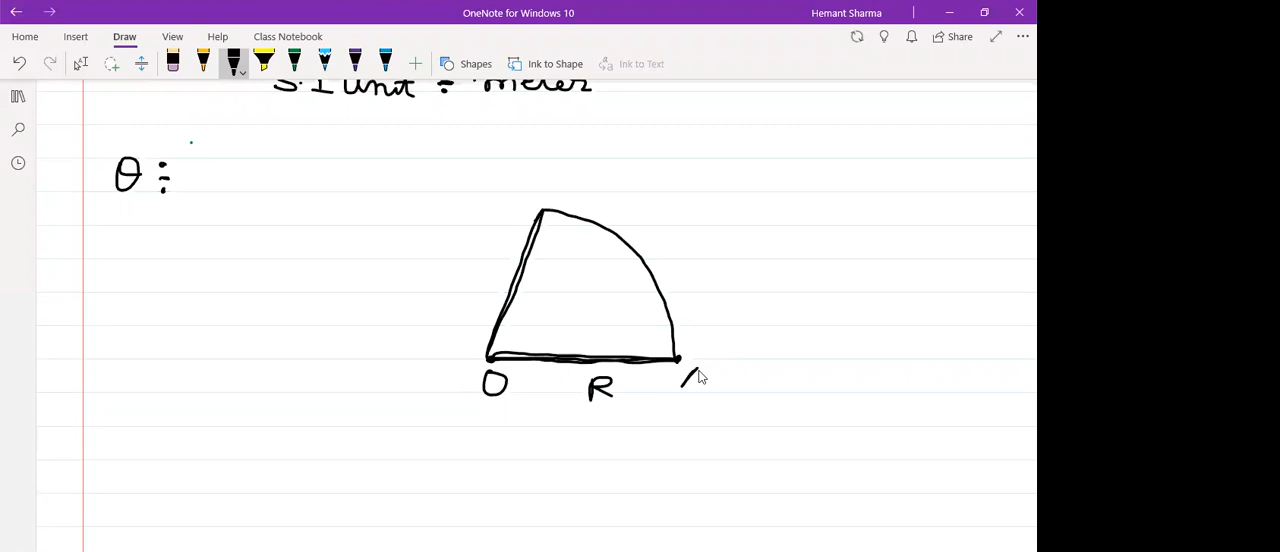 OneNote for Windows 10
Hemant Sharma
Home Insert Draw View Help Class Notebook
Share
Shapes Ink to Shape Ink to Text
S.I unit ÷ meter
θ ÷
O R